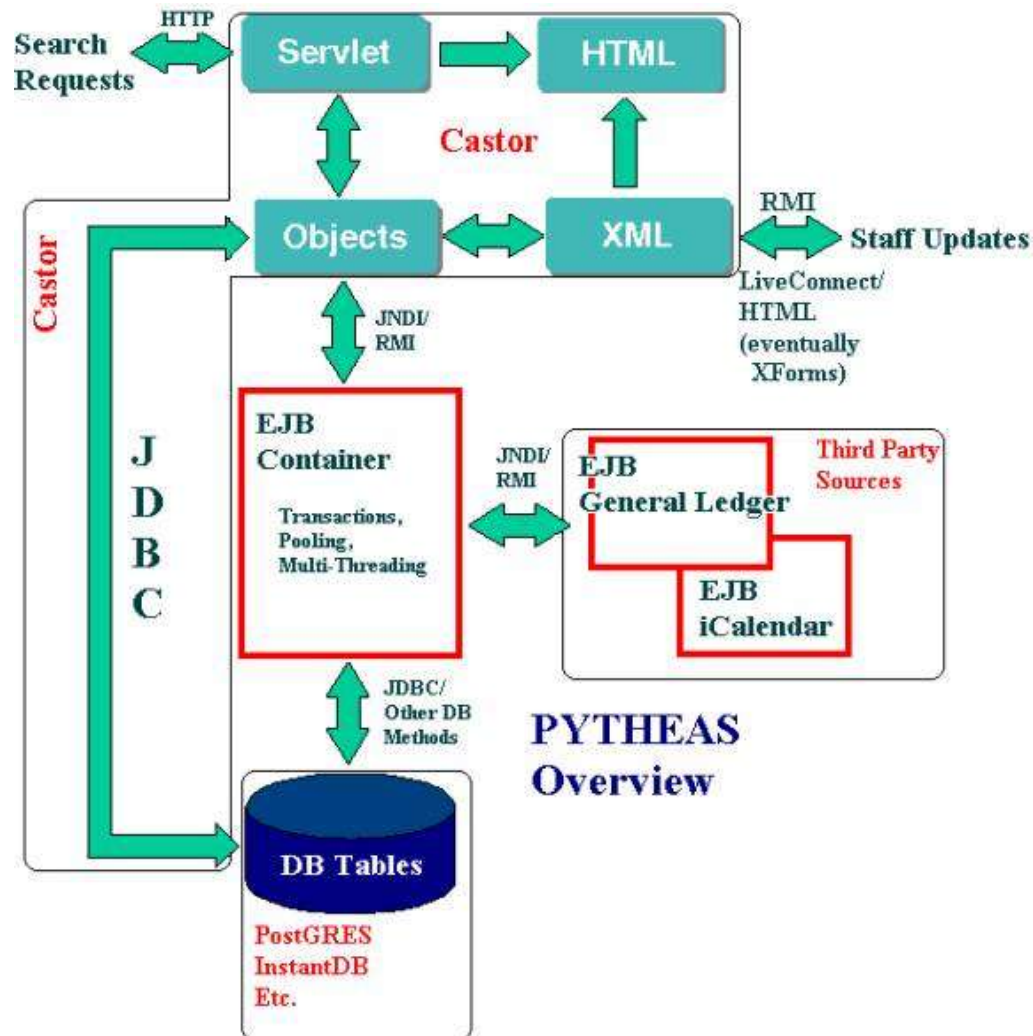 HTTP
Search
Requests
Servlet
HTML
Castor
Objects
XML
RMI
Staff Updates
LiveConnect/
HTML
(eventually
XForms)
Castor
JNDI/
RMI
J
D
B
C
EJB
Container
Transactions,
Pooling,
Multi-Threading
JNDI/
RMI
EJB
General Ledger
Third Party
Sources
EJB
iCalendar
JDBC/
Other DB
Methods
PYTHEAS
Overview
DB Tables
PostGRES
InstantDB
Etc.